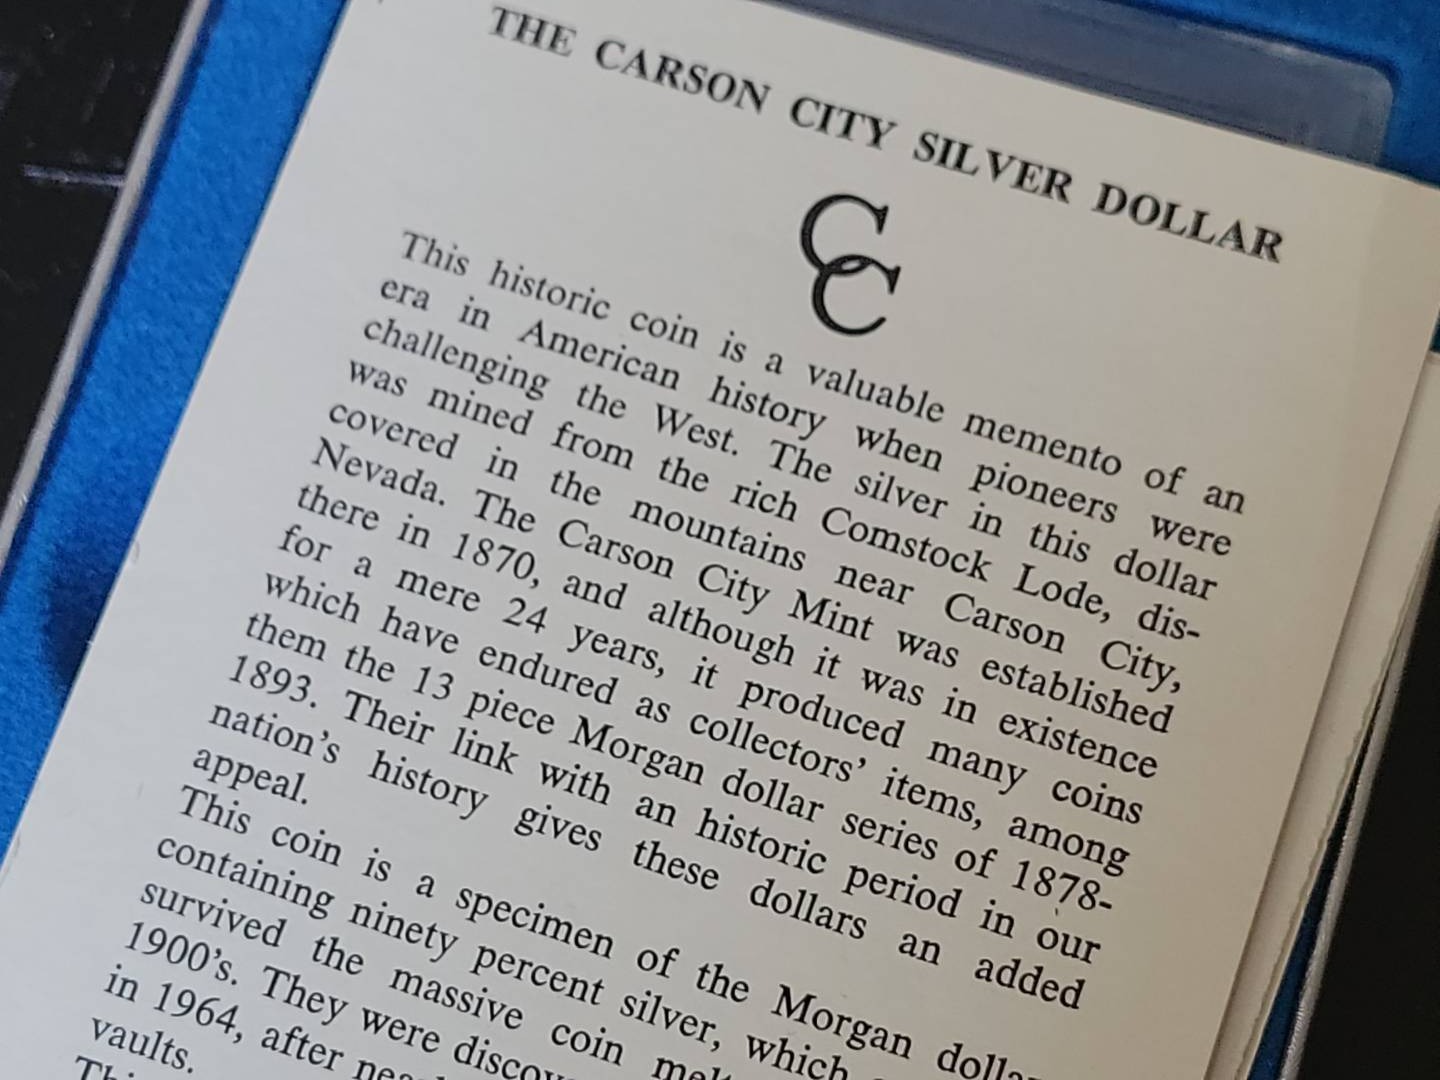 THE CARSON CITY SILVER DOLLAR
CC
This historic coin is a valuable memento of an
era in American history when pioneers were
challenging the West. The silver in this dollar
was mined from the rich Comstock Lode, dis-
covered in the mountains near Carson City,
Nevada. The Carson City Mint was established
there in 1870, and although it was in existence
for a mere 24 years, it produced many coins
which have endured as collectors' items, among
them the 13 piece Morgan dollar series of 1878-
1893. Their link with an historic period in our
nation's history gives these dollars an added
appeal.
This coin is a specimen of the Morgan
containing ninety percent silver, which
survived the massive coin
1900's. They were
in 1964, after
vaults.